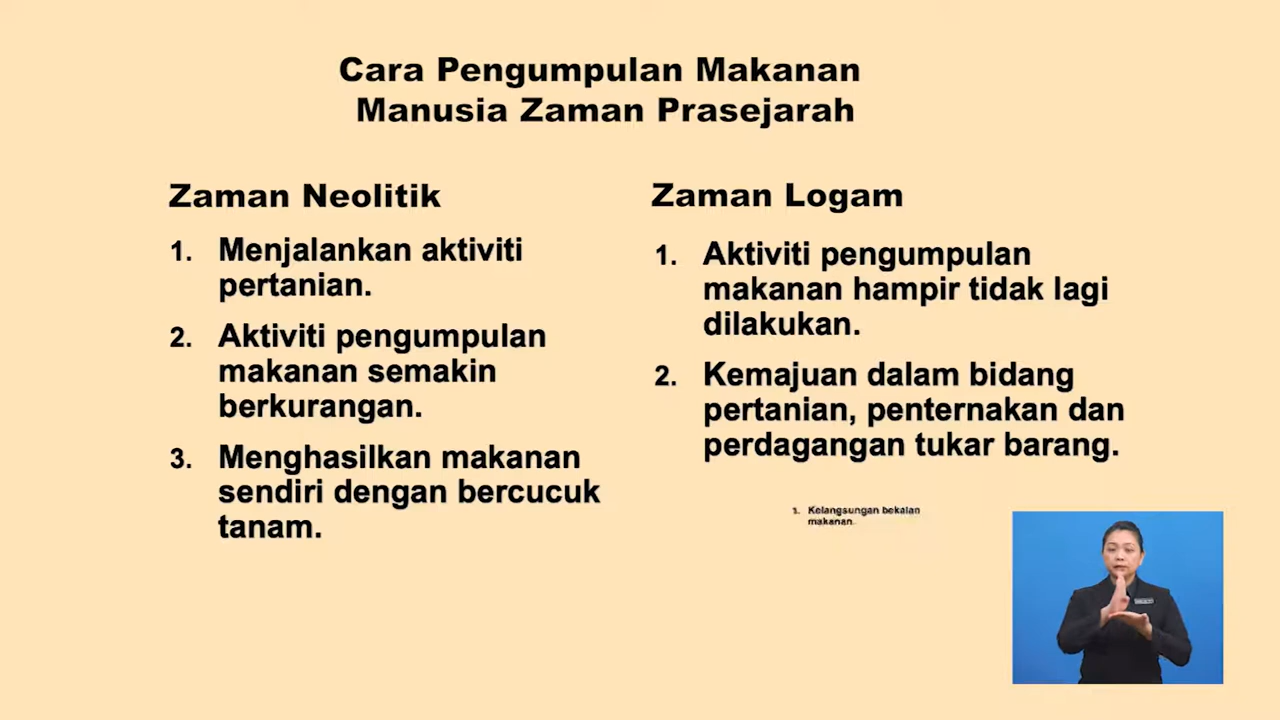 Cara Pengumpulan Makanan
Manusia Zaman Prasejarah
Zaman Neolitik
1. Menjalankan aktiviti
pertanian.
2. Aktiviti pengumpulan
makanan semakin
berkurangan.
3. Menghasilkan makanan
sendiri dengan bercucuk
tanam.
Zaman Logam
1. Aktiviti pengumpulan
makanan hampir tidak lagi
dilakukan.
2. Kemajuan dalam bidang
pertanian, penternakan dan
perdagangan tukar barang.
Kelangsungan bekalan
makanan.